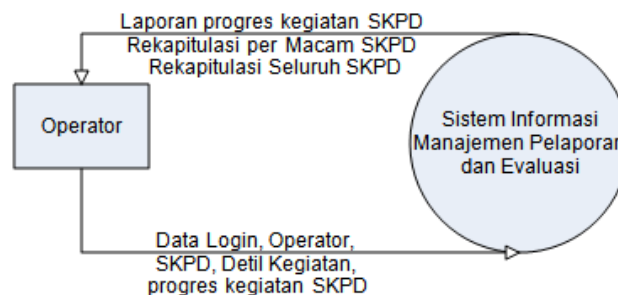 Laporan progres kegiatan SKPD
Rekapitulasi per Macam SKPD
Rekapitulasi Seluruh SKPD
Operator
Sistem Informasi
Manajemen Pelaporan
dan Evaluasi
Data Login, Operator,
SKPD, Detil Kegiatan,
progres kegiatan SKPD